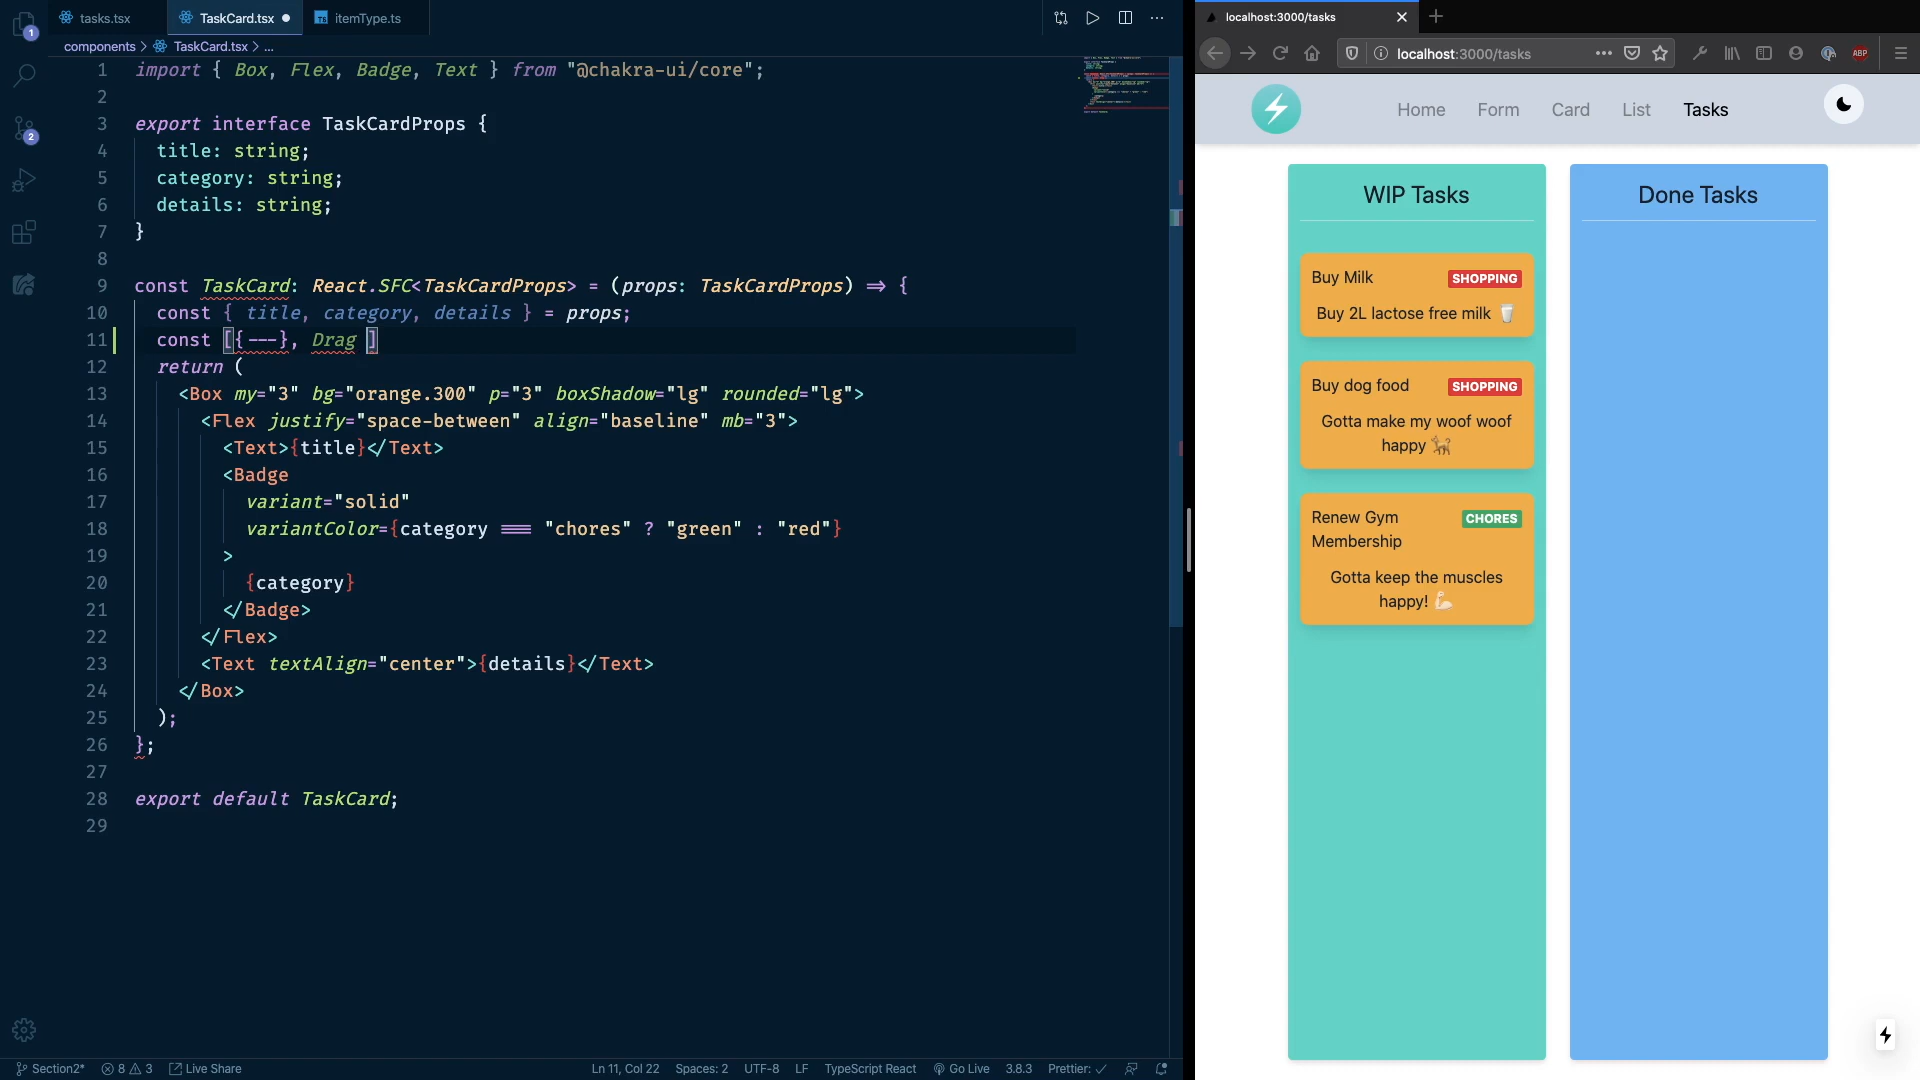 tasks.tsx
TaskCard.tsx
TS itemType.ts
components > TaskCard.tsx > ...
1 import { Box, Flex, Badge, Text } from "@chakra-ui/core";
2
3 export interface TaskCardProps {
4 title: string;
5 category: string;
6 details: string;
7 }
8
9 const TaskCard: React.SFC<TaskCardProps> = (props: TaskCardProps) => {
10 const { title, category, details } = props;
11 const [{ --- }, Drag ]
12 return (
13 <Box my="3" bg="orange.300" p="3" boxShadow="lg" rounded="lg">
14 <Flex justify="space-between" align="baseline" mb="3">
15 <Text>{title}</Text>
16 <Badge
17 variant="solid"
18 variantColor={category === "chores" ? "green" : "red"}
19 >
20 {category}
21 </Badge>
22 </Flex>
23 <Text textAlign="center">{details}</Text>
24 </Box>
25 );
26 };
27
28 export default TaskCard;
29
1
2
Section2*
8
3
Live Share
Ln 11, Col 22
Spaces: 2
UTF-8
LF
TypeScript React
Go Live
3.8.3
Prettier: ✓
localhost:3000/tasks
localhost:3000/tasks
ABP
Home
Form
Card
List
Tasks
WIP Tasks
Buy Milk
SHOPPING
Buy 2L lactose free milk 🥛
Buy dog food
SHOPPING
Gotta make my woof woof
happy 🐕
Renew Gym
Membership
CHORES
Gotta keep the muscles
happy! 💪
Done Tasks